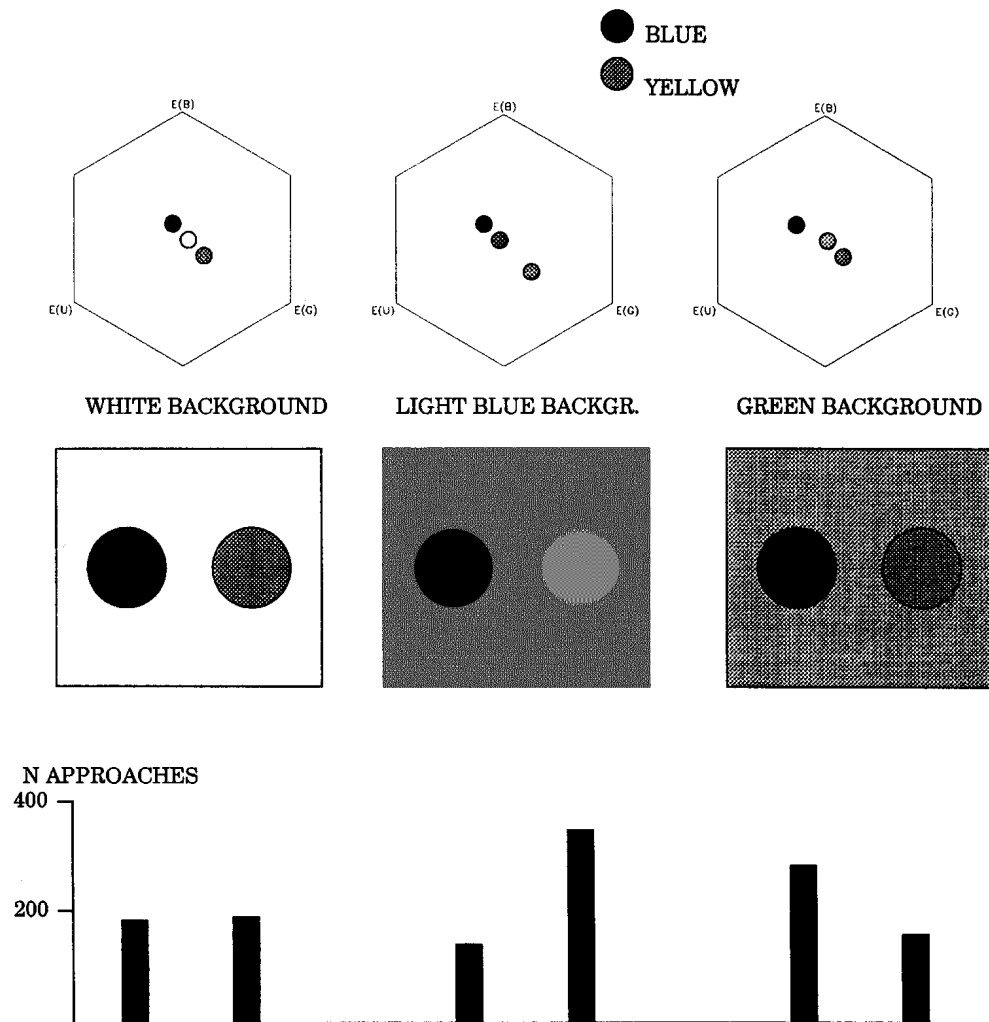 BLUE
YELLOW
E(B) E(B) E(B)
E(U) E(G) E(U) E(G) E(U) E(G)
WHITE BACKGROUND LIGHT BLUE BACKGR. GREEN BACKGROUND
N APPROACHES
400
200